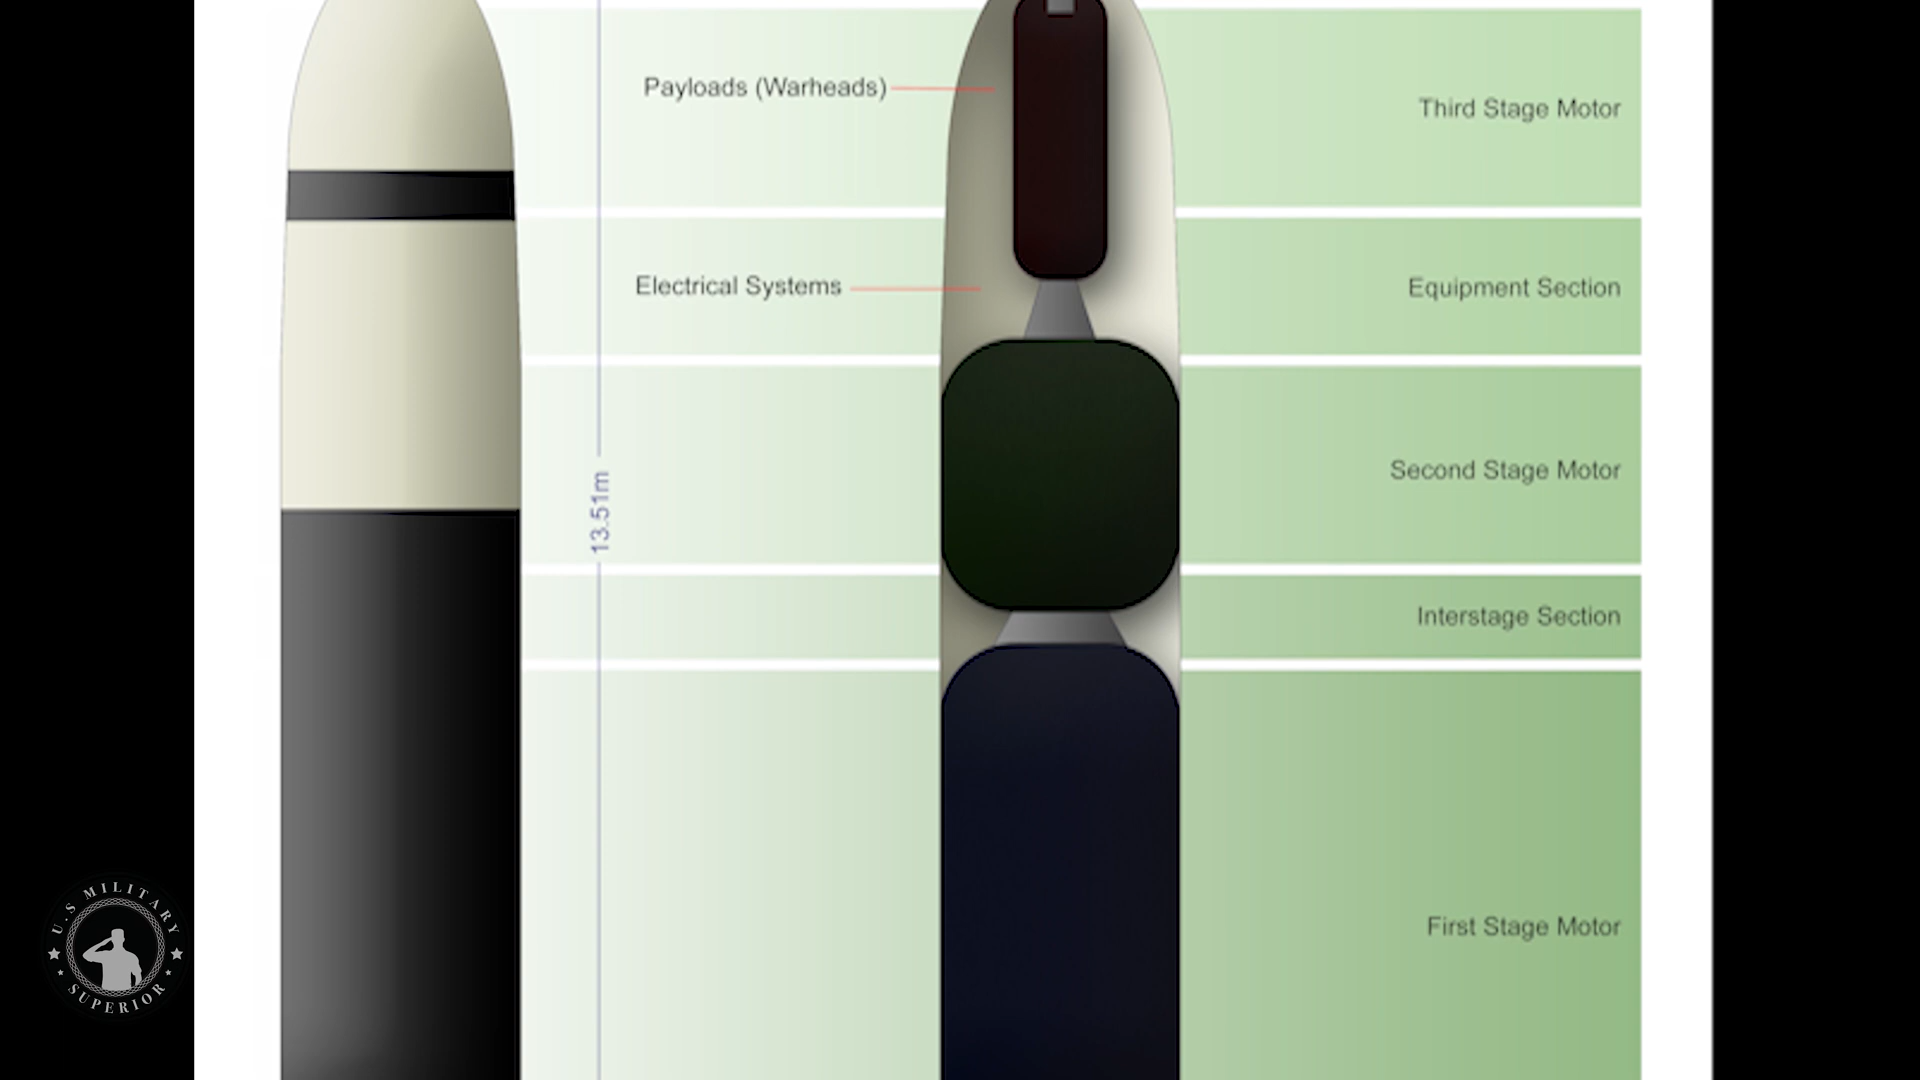 Payloads (Warheads)
Third Stage Motor
Electrical Systems
Equipment Section
Second Stage Motor
13.51m
Interstage Section
First Stage Motor
U.S MILITARY
SUPERIOR